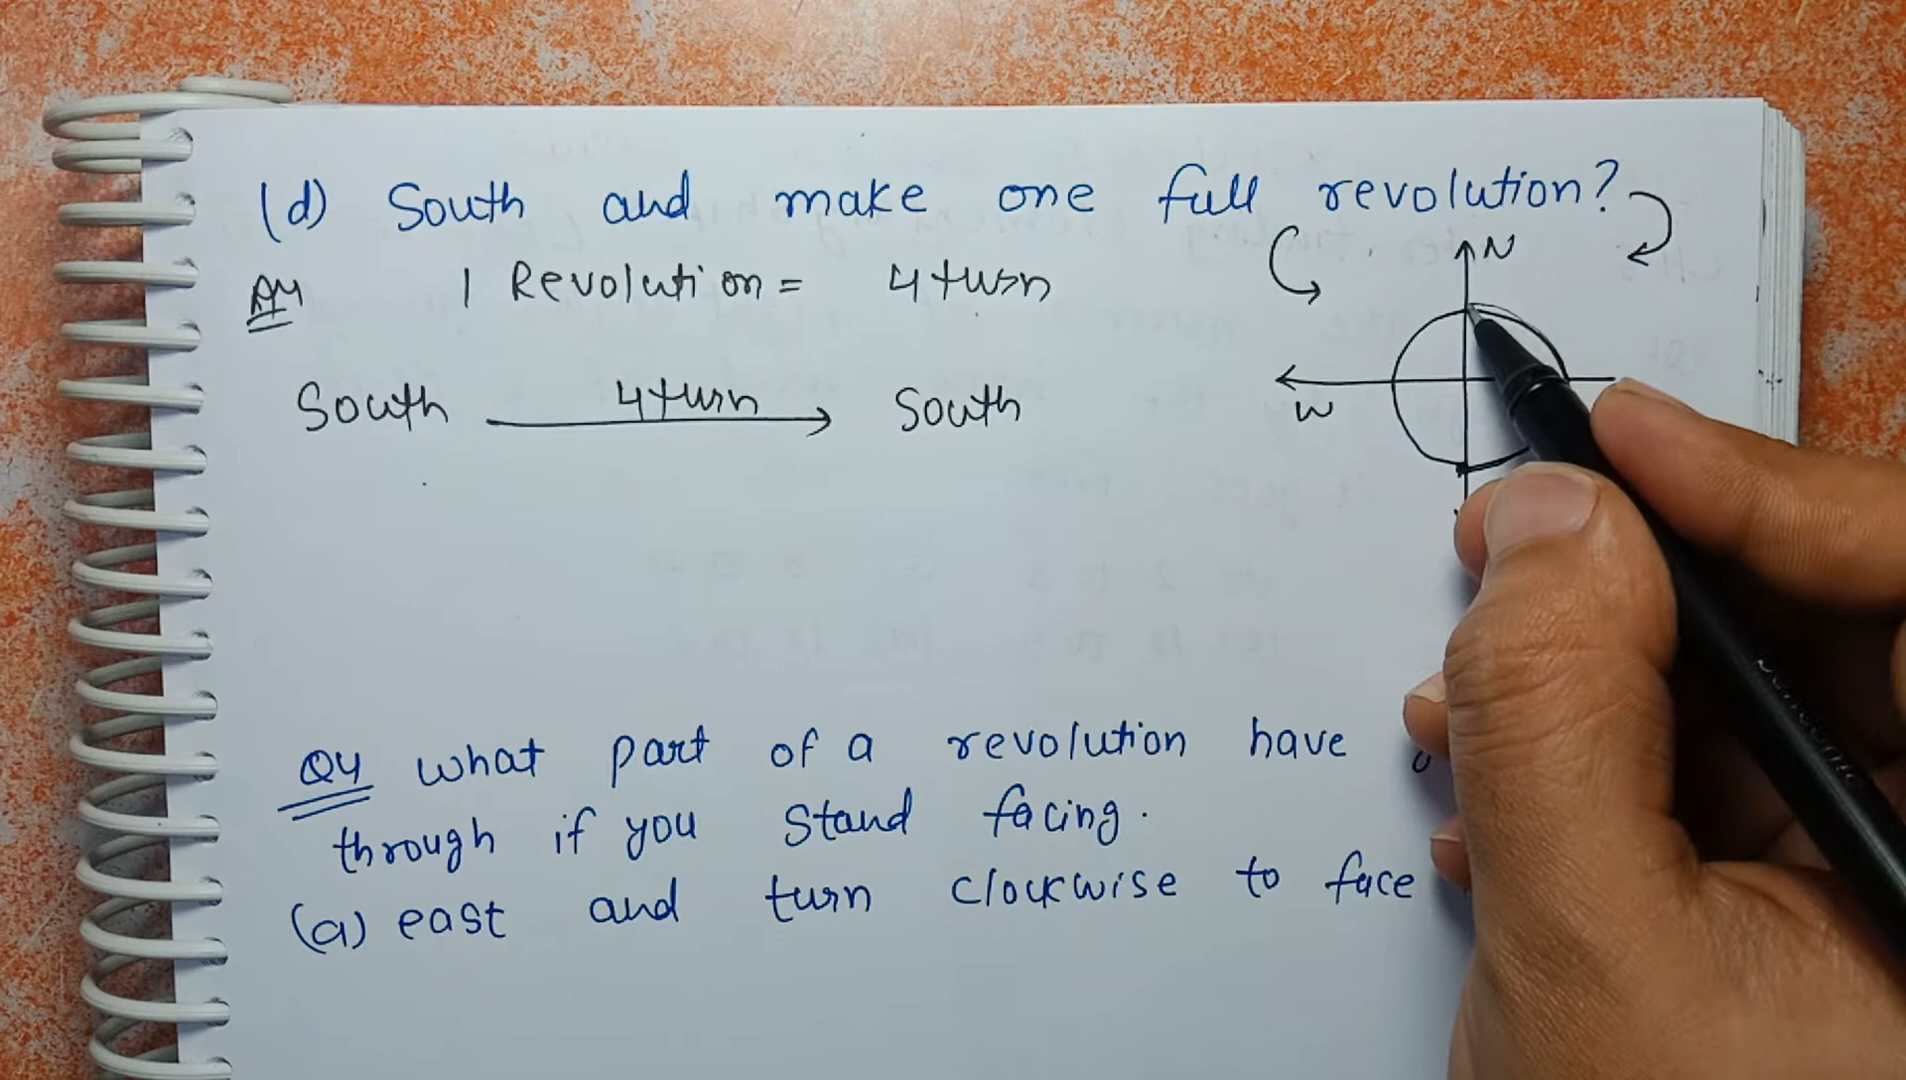 (d) South and make one full revolution?
Ans 1 Revolution = 4 turn
N
South 4 turn South
W
Q4 what part of a revolution have
through if you stand facing.
(a) east and turn clockwise to face